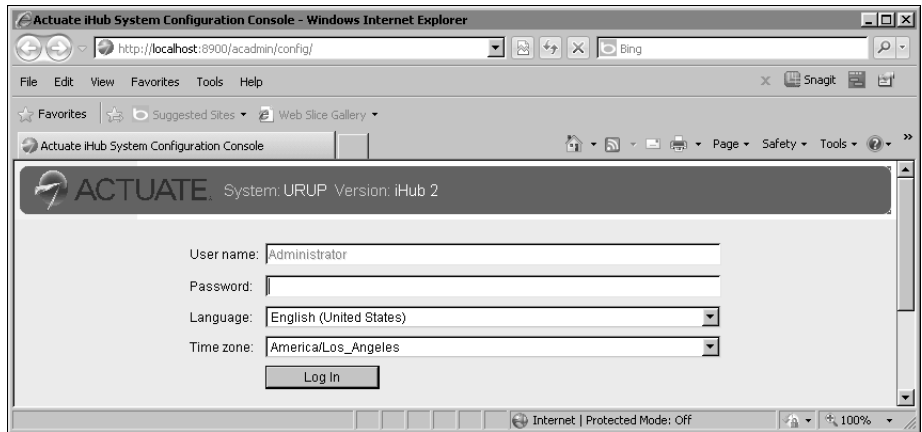 Actuate iHub System Configuration Console - Windows Internet Explorer
http://localhost:8900/acadmin/config/
Bing
File Edit View Favorites Tools Help
Snagit
Favorites Suggested Sites Web Slice Gallery
Actuate iHub System Configuration Console
Page Safety Tools
ACTUATE. System: URUP Version: iHub 2
User name: Administrator
Password:
Language: English (United States)
Time zone: America/Los_Angeles
Log In
Internet | Protected Mode: Off
100%